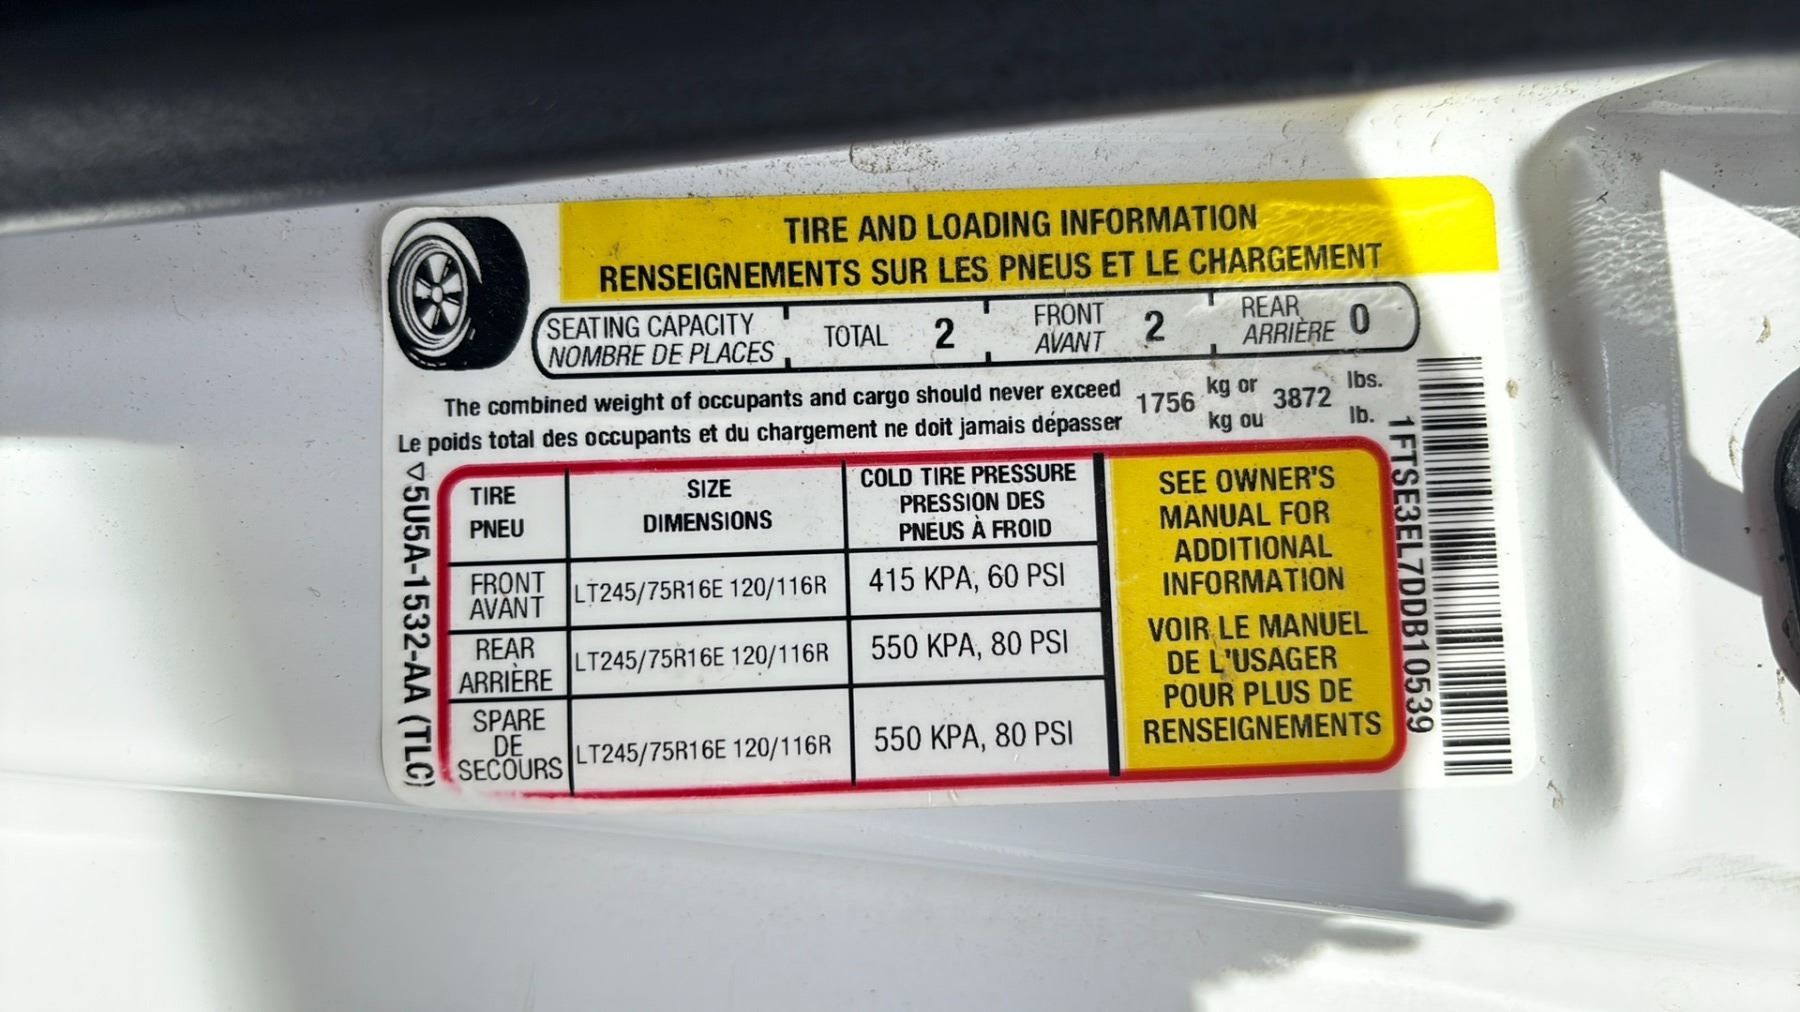 TIRE AND LOADING INFORMATION
RENSEIGNEMENTS SUR LES PNEUS ET LE CHARGEMENT
SEATING CAPACITY
NOMBRE DE PLACES
TOTAL 2
FRONT
AVANT
2
REAR
ARRIÈRE
0
The combined weight of occupants and cargo should never exceed
Le poids total des occupants et du chargement ne doit jamais dépasser
1756
kg or
kg ou
3872
lbs.
lb.
TIRE
PNEU
SIZE
DIMENSIONS
COLD TIRE PRESSURE
PRESSION DES
PNEUS À FROID
FRONT
AVANT
LT245/75R16E 120/116R
415 KPA, 60 PSI
REAR
ARRIÈRE
LT245/75R16E 120/116R
550 KPA, 80 PSI
SPARE
DE
SECOURS
LT245/75R16E 120/116R
550 KPA, 80 PSI
SEE OWNER'S
MANUAL FOR
ADDITIONAL
INFORMATION
VOIR LE MANUEL
DE L'USAGER
POUR PLUS DE
RENSEIGNEMENTS
5U5A-1532-AA (TLC)
1FTSE3EL7DDB10539